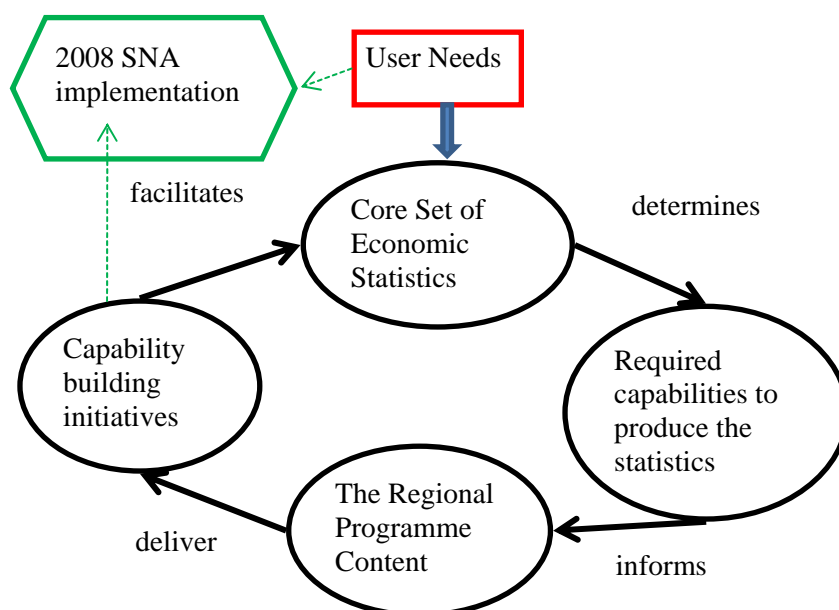 2008 SNA
implementation
User Needs
facilitates
Core Set of
Economic
Statistics
determines
Capability
building
initiatives
Required
capabilities to
produce the
statistics
The Regional
Programme
Content
deliver
informs